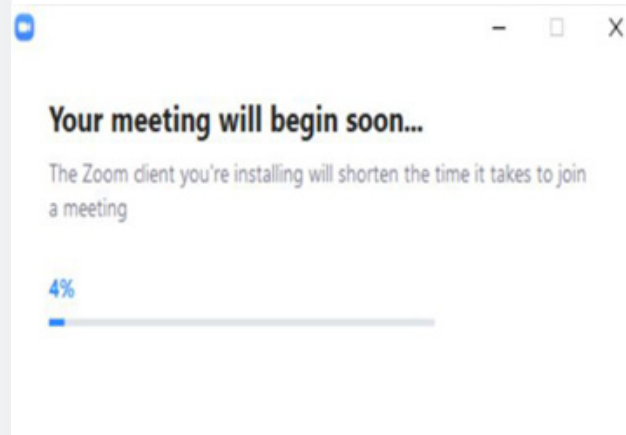 Your meeting will begin soon...
The Zoom client you're installing will shorten the time it takes to join
a meeting
4%